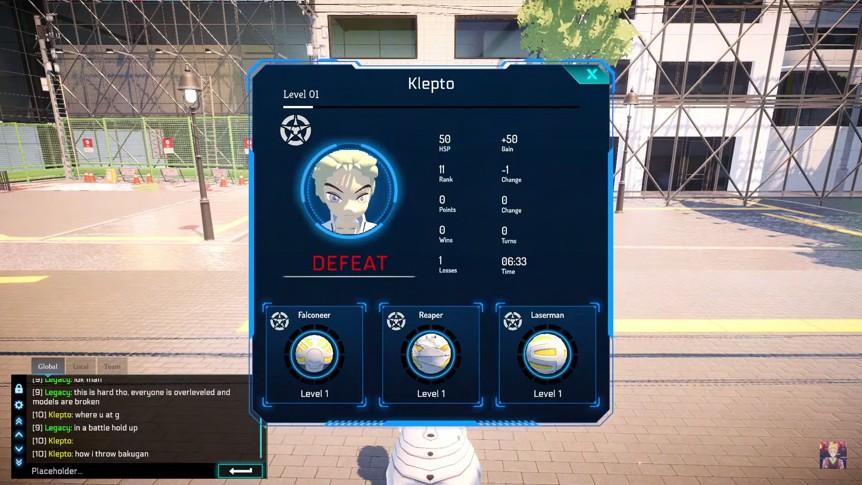 Klepto
Level 01
50
HSP
+50
Gain
11
Rank
-1
Change
0
Points
0
Change
0
Wins
0
Turns
1
Losses
06:33
Time
DEFEAT
Falconeer
Reaper
Laserman
Level 1
Level 1
Level 1
Global Local Team
[9] Legacy: idk man
[9] Legacy: this is hard tho, everyone is overleveled and
models are broken
[10] Klepto: where u at g
[9] Legacy: in a battle hold up
[10] Klepto:
[10] Klepto: how i throw bakugan
Placeholder...